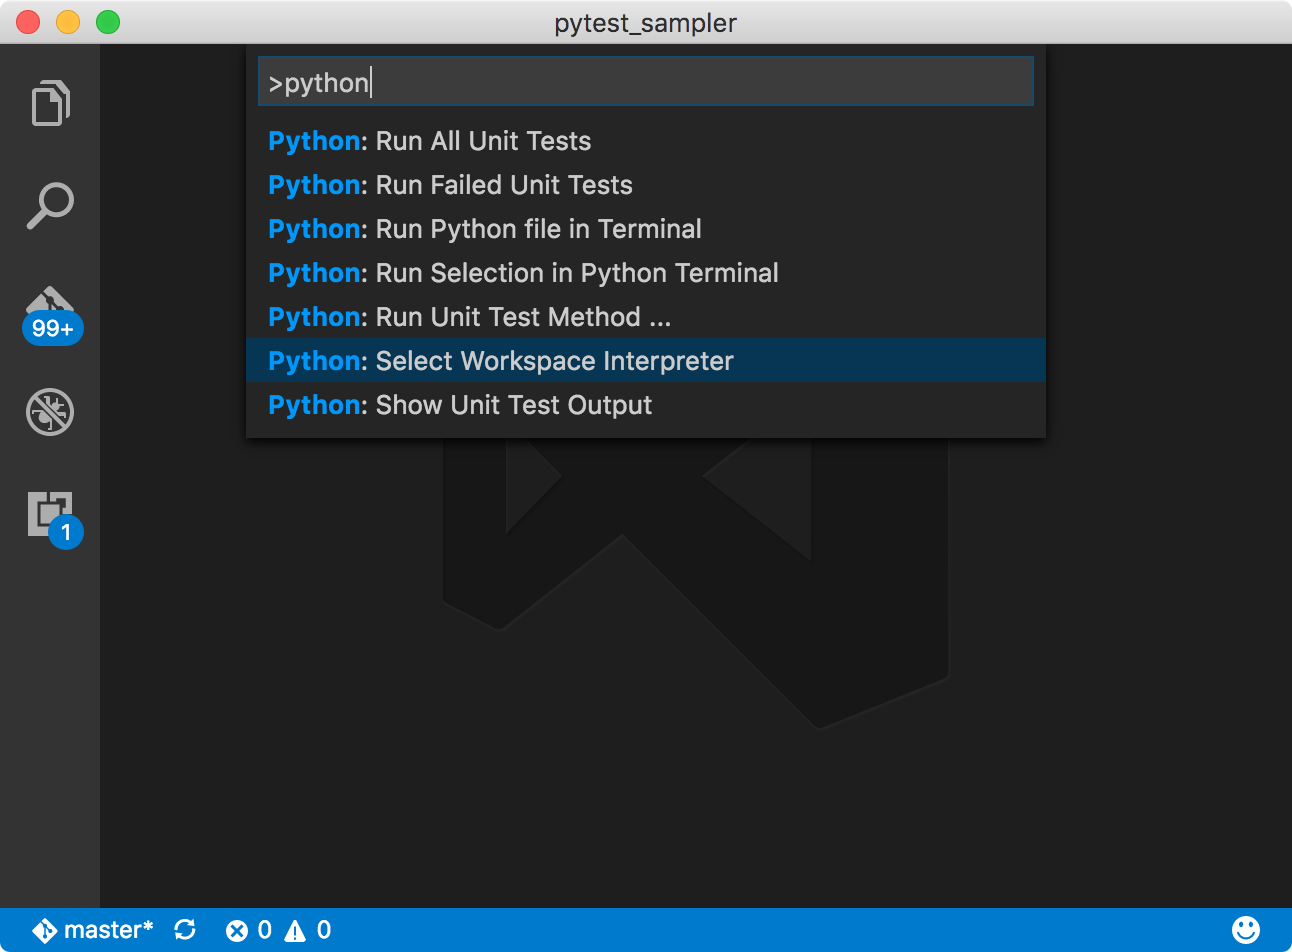 pytest_sampler
>python
Python: Run All Unit Tests
Python: Run Failed Unit Tests
Python: Run Python file in Terminal
Python: Run Selection in Python Terminal
Python: Run Unit Test Method ...
Python: Select Workspace Interpreter
Python: Show Unit Test Output
99+
1
master* 0 0